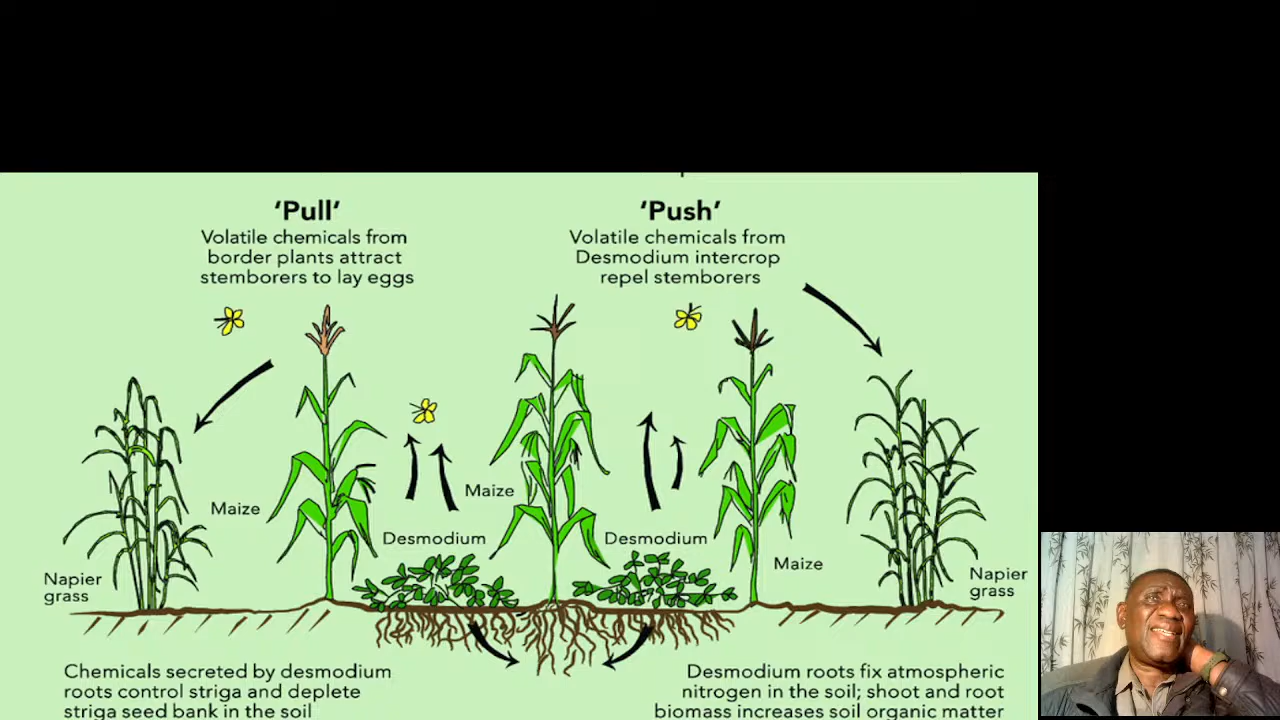 'Pull'
Volatile chemicals from
border plants attract
stemborers to lay eggs
'Push'
Volatile chemicals from
Desmodium intercrop
repel stemborers
Maize
Maize
Desmodium
Desmodium
Maize
Napier
grass
Napier
grass
Chemicals secreted by desmodium
roots control striga and deplete
striga seed bank in the soil
Desmodium roots fix atmospheric
nitrogen in the soil; shoot and root
biomass increases soil organic matter